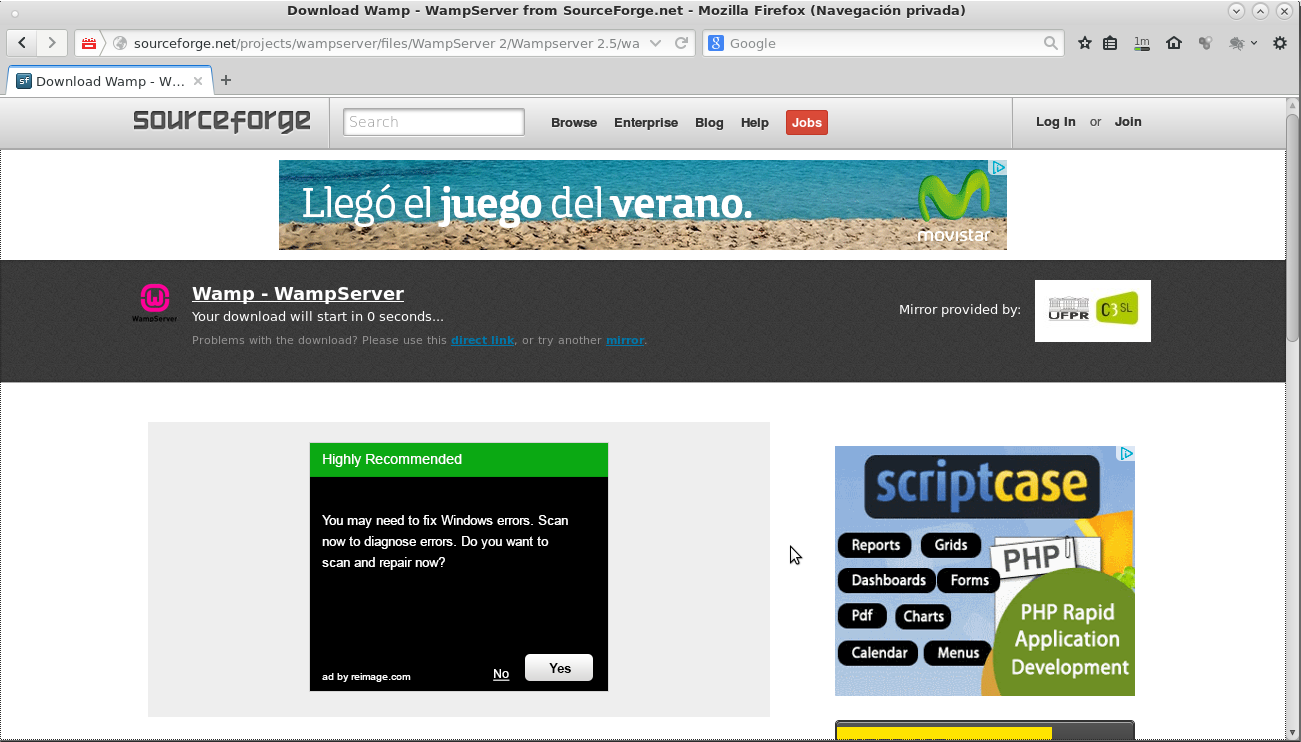 Download Wamp - WampServer from SourceForge.net - Mozilla Firefox (Navegación privada)
sourceforge.net/projects/wampserver/files/WampServer 2/Wampserver 2.5/wa
Google
1m
sf
Download Wamp - W...
sourceforge
Search
Browse
Enterprise
Blog
Help
Jobs
Log In
or
Join
Llegó el juego del verano.
movistar
WampServer
Wamp - WampServer
Your download will start in 0 seconds...
Problems with the download? Please use this direct link, or try another mirror.
Mirror provided by:
UFPR
C3SL
Highly Recommended
You may need to fix Windows errors. Scan
now to diagnose errors. Do you want to
scan and repair now?
ad by reimage.com
No
Yes
scriptcase
Reports
Grids
Dashboards
Forms
Pdf
Charts
Calendar
Menus
PHP
PHP Rapid
Application
Development